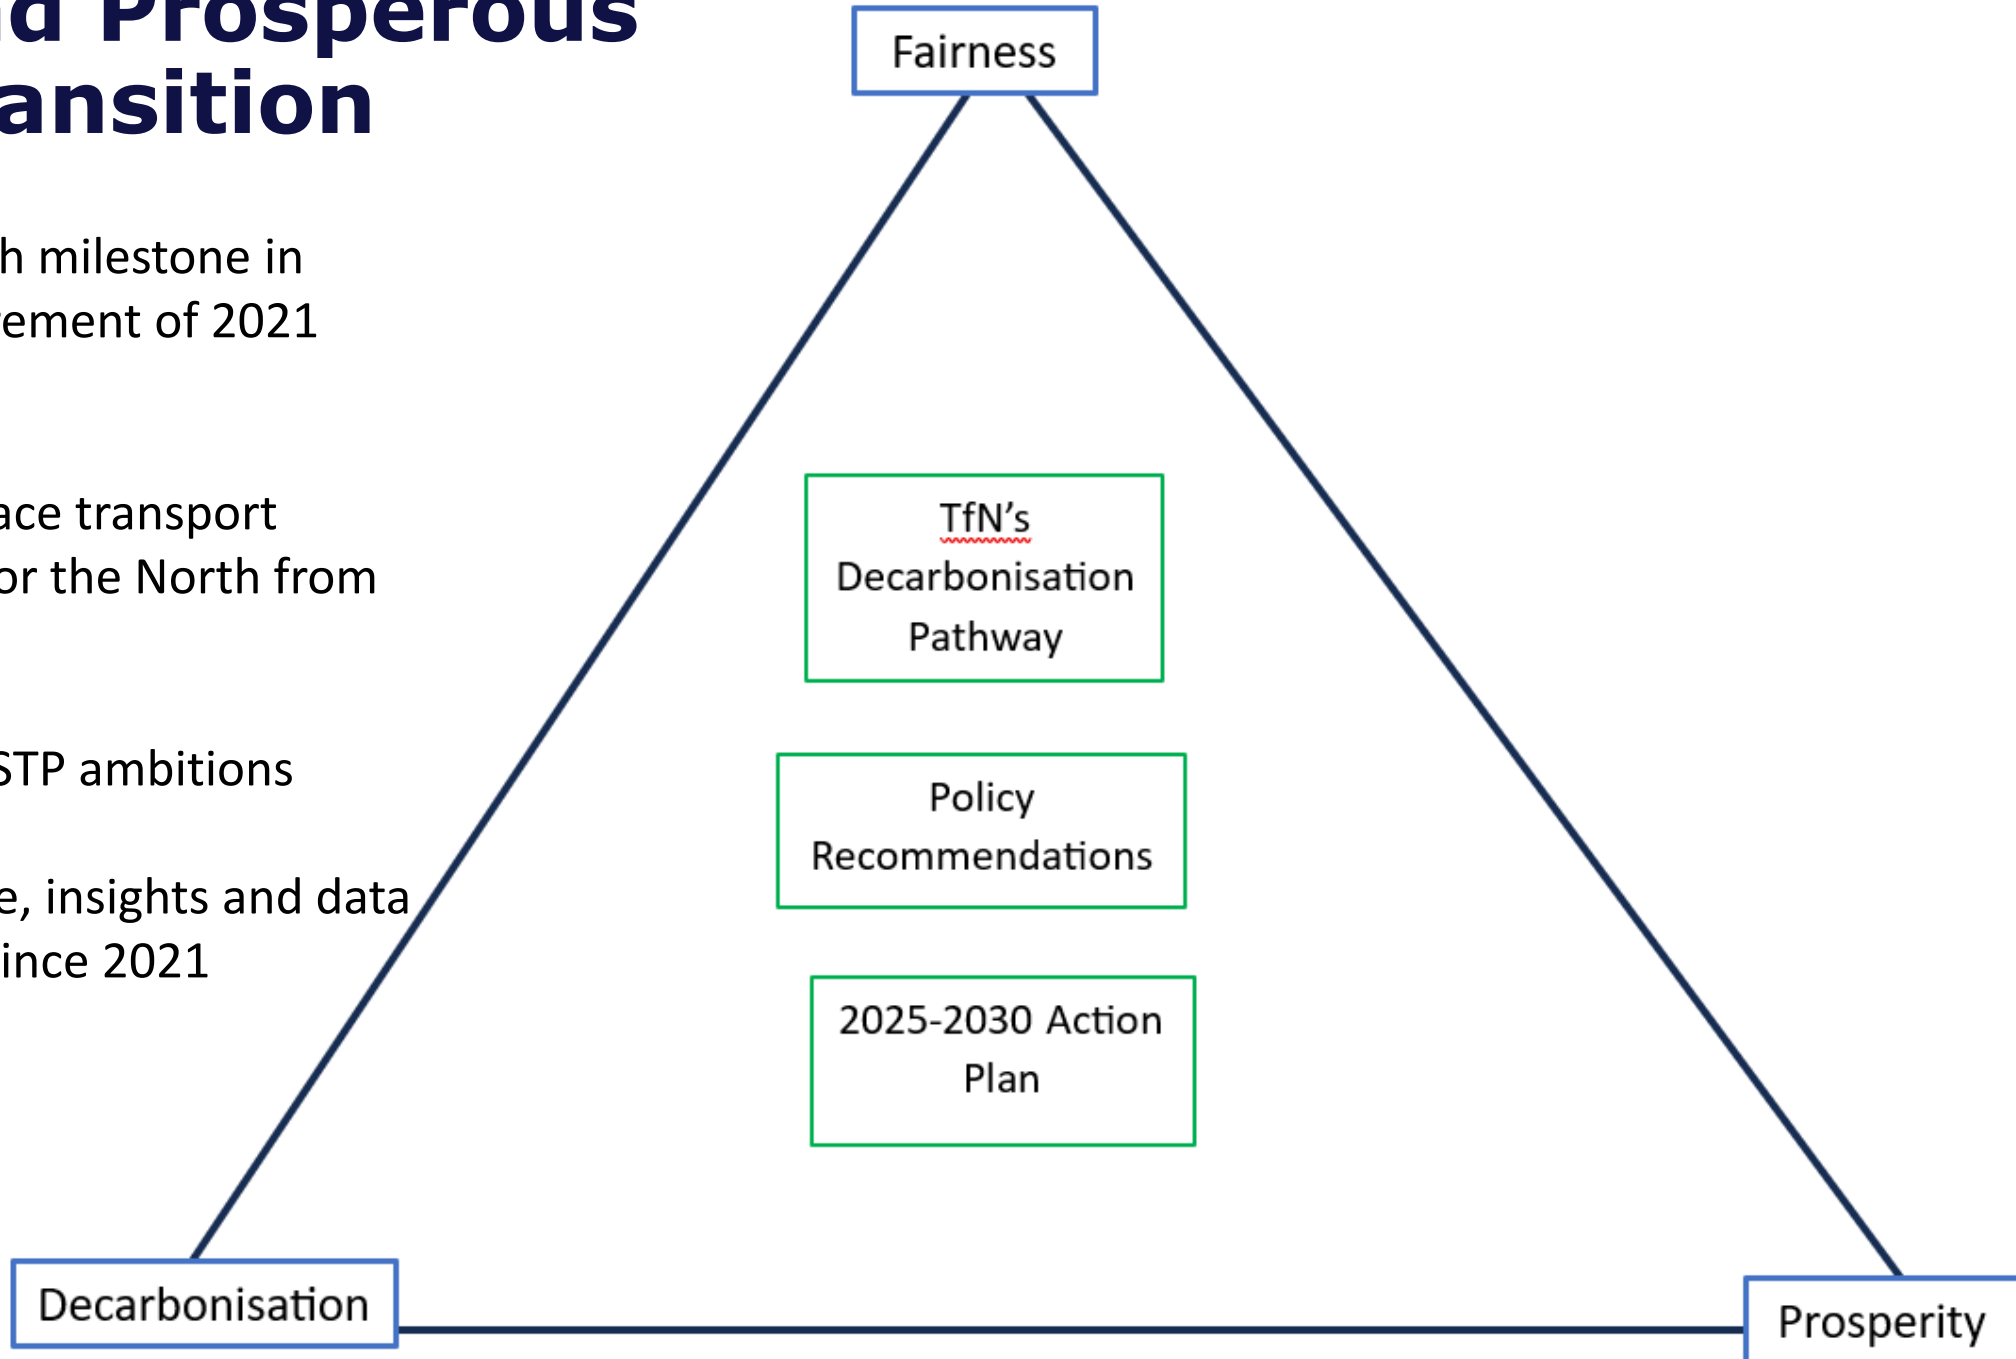 d Prosperous
ansition
h milestone in
ement of 2021
ace transport
or the North from
STP ambitions
e, insights and data
ince 2021
Fairness
TfN's
Decarbonisation
Pathway
Policy
Recommendations
2025-2030 Action
Plan
Decarbonisation
Prosperity